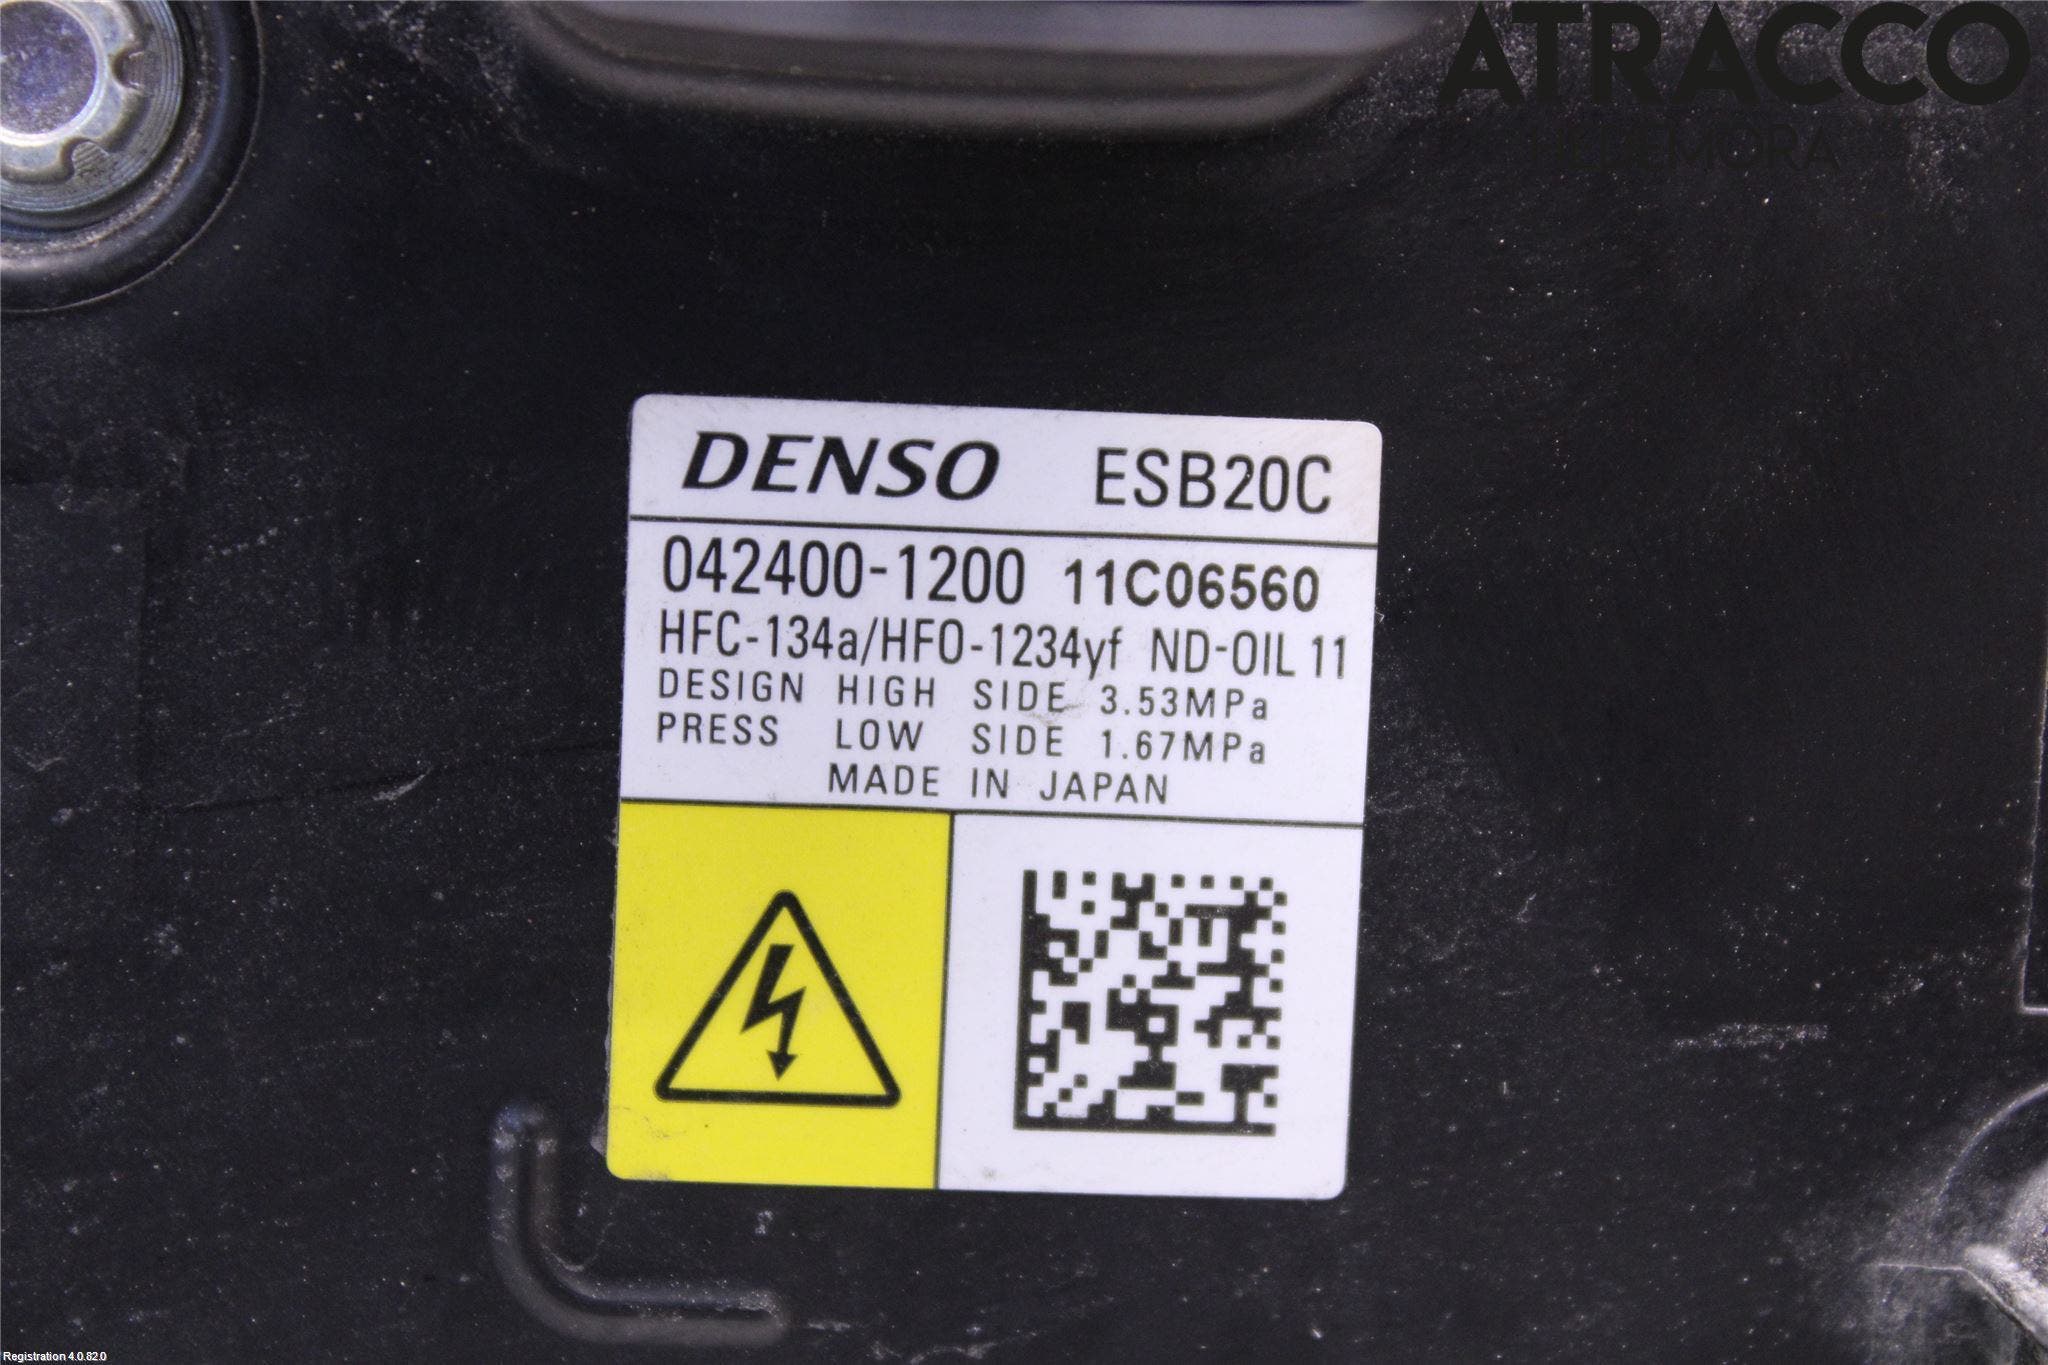 ATRACCO
HEDEMORA
DENSO ESB20C
042400-1200 11C06560
HFC-134a/HFO-1234yf ND-OIL 11
DESIGN HIGH SIDE 3.53MPa
PRESS LOW SIDE 1.67MPa
MADE IN JAPAN
Registration 4.0.82.0